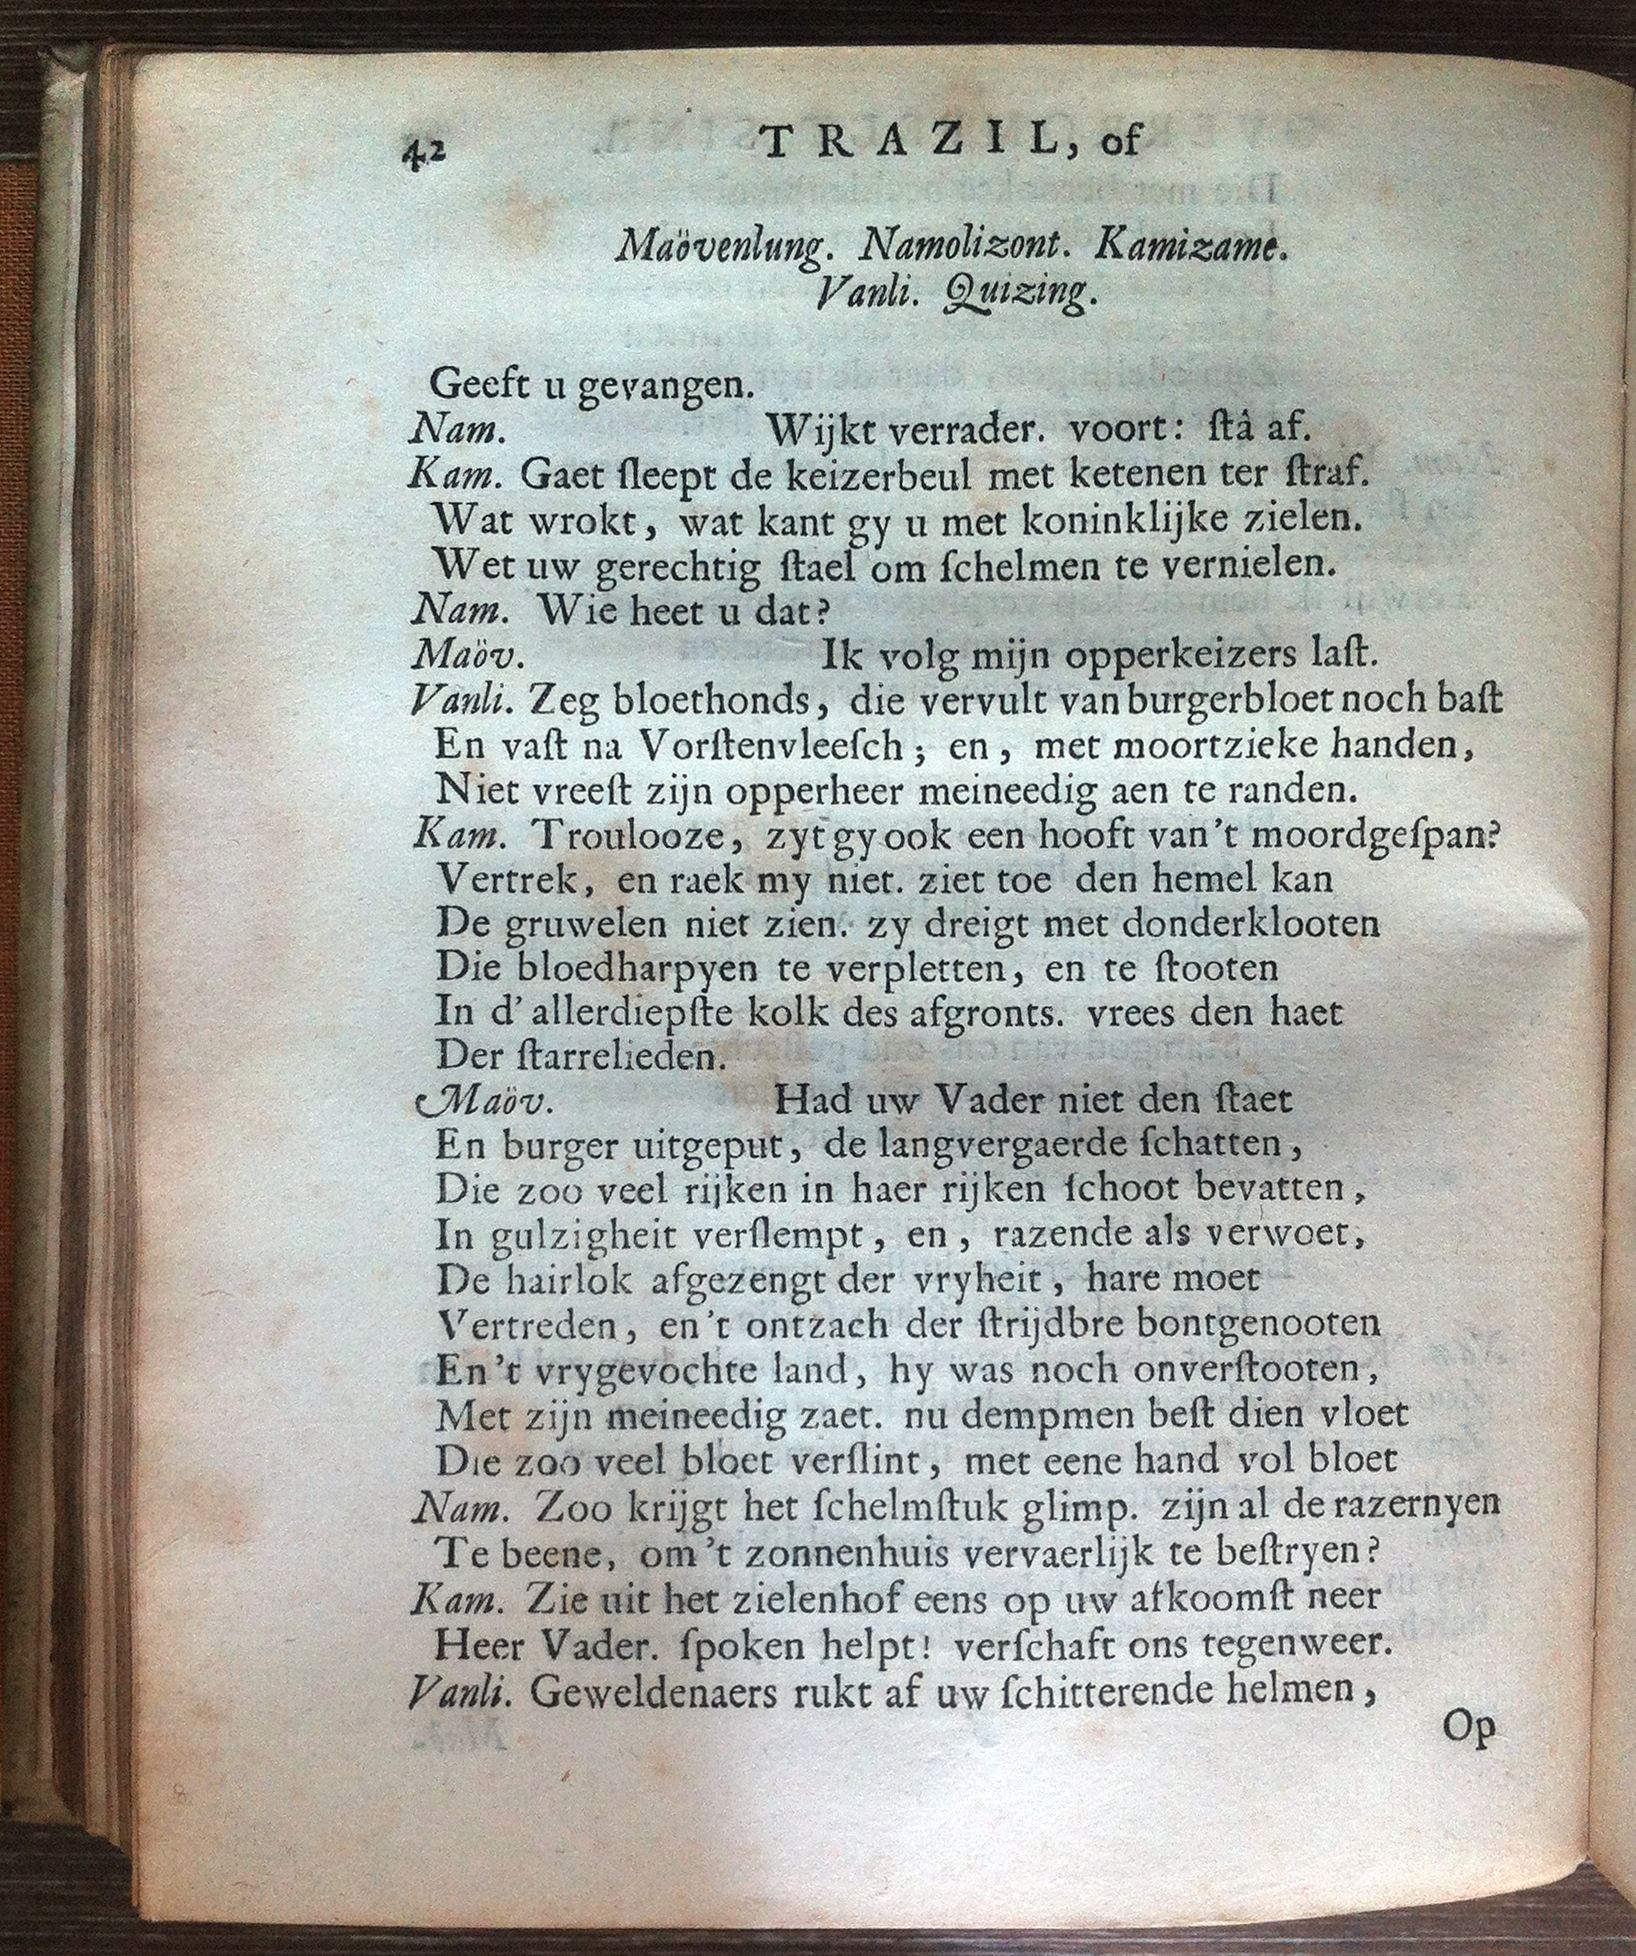 42 TRAZIL, of
Maövenlung. Namolizont. Kamizame.
Vanli. Quizing.
Geeft u gevangen.
Nam. Wijkt verrader. voort: ſtâ af.
Kam. Gaet ſleept de keizerbeul met ketenen ter ſtraf.
Wat wrokt, wat kant gy u met koninklijke zielen.
Wet uw gerechtig ſtael om ſchelmen te vernielen.
Nam. Wie heet u dat?
Maöv. Ik volg mijn opperkeizers laſt.
Vanli. Zeg bloethonds, die vervult van burgerbloet noch baſt
En vaſt na Vorſtenvleeſch; en, met moortzieke handen,
Niet vreeſt zijn opperheer meineedig aen te randen.
Kam. Troulooze, zyt gy ook een hooft van't moordgeſpan?
Vertrek, en raek my niet. ziet toe den hemel kan
De gruwelen niet zien. zy dreigt met donderklooten
Die bloedharpyen te verpletten, en te ſtooten
In d'allerdiepſte kolk des afgronts. vrees den haet
Der ſtarrelieden.
Maöv. Had uw Vader niet den ſtaet
En burger uitgeput, de langvergaerde ſchatten,
Die zoo veel rijken in haer rijken ſchoot bevatten,
In gulzigheit verſlempt, en, razende als verwoet,
De hairlok afgezengt der vryheit, hare moet
Vertreden, en't ontzach der ſtrijdbre bontgenooten
En't vrygevochte land, hy was noch onverſtooten,
Met zijn meineedig zaet. nu dempmen beſt dien vloet
Die zoo veel bloet verſlint, met eene hand vol bloet
Nam. Zoo krijgt het ſchelmſtuk glimp. zijn al de razernyen
Te beene, om't zonnenhuis vervaerlijk te beſtryen?
Kam. Zie uit het zielenhof eens op uw afkoomſt neer
Heer Vader. ſpoken helpt! verſchaft ons tegenweer.
Vanli. Geweldenaers rukt af uw ſchitterende helmen,
Op